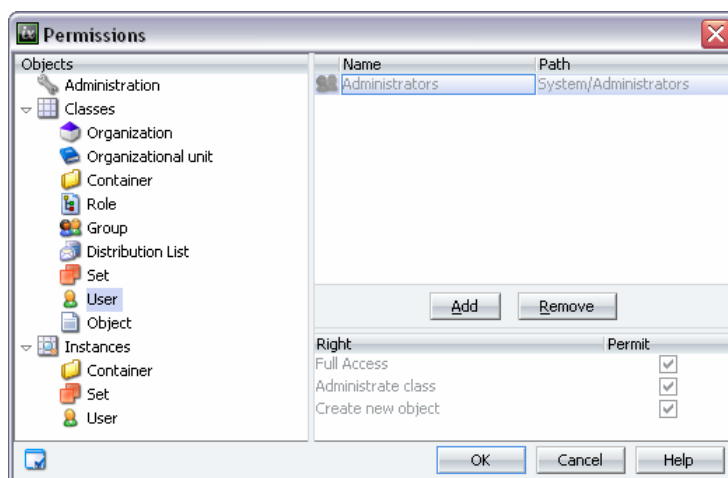 Permissions
Objects
Administration
Classes
Organization
Organizational unit
Container
Role
Group
Distribution List
Set
User
Object
Instances
Container
Set
User
Name Path
Administrators System/Administrators
Add Remove
Right Permit
Full Access
Administrate class
Create new object
OK Cancel Help